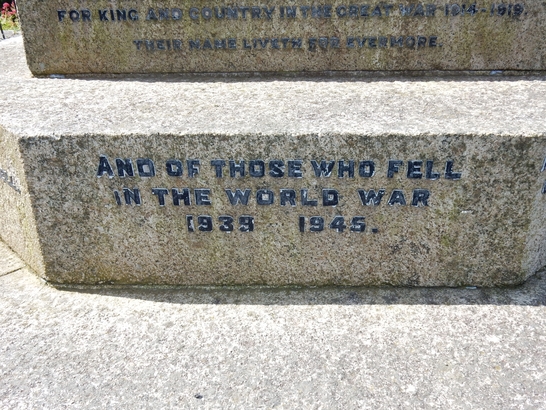 FOR KING AND COUNTRY IN THE GREAT WAR 1914-1919.
THEIR NAME LIVETH FOR EVERMORE.
AND OF THOSE WHO FELL
IN THE WORLD WAR
1939 1945.